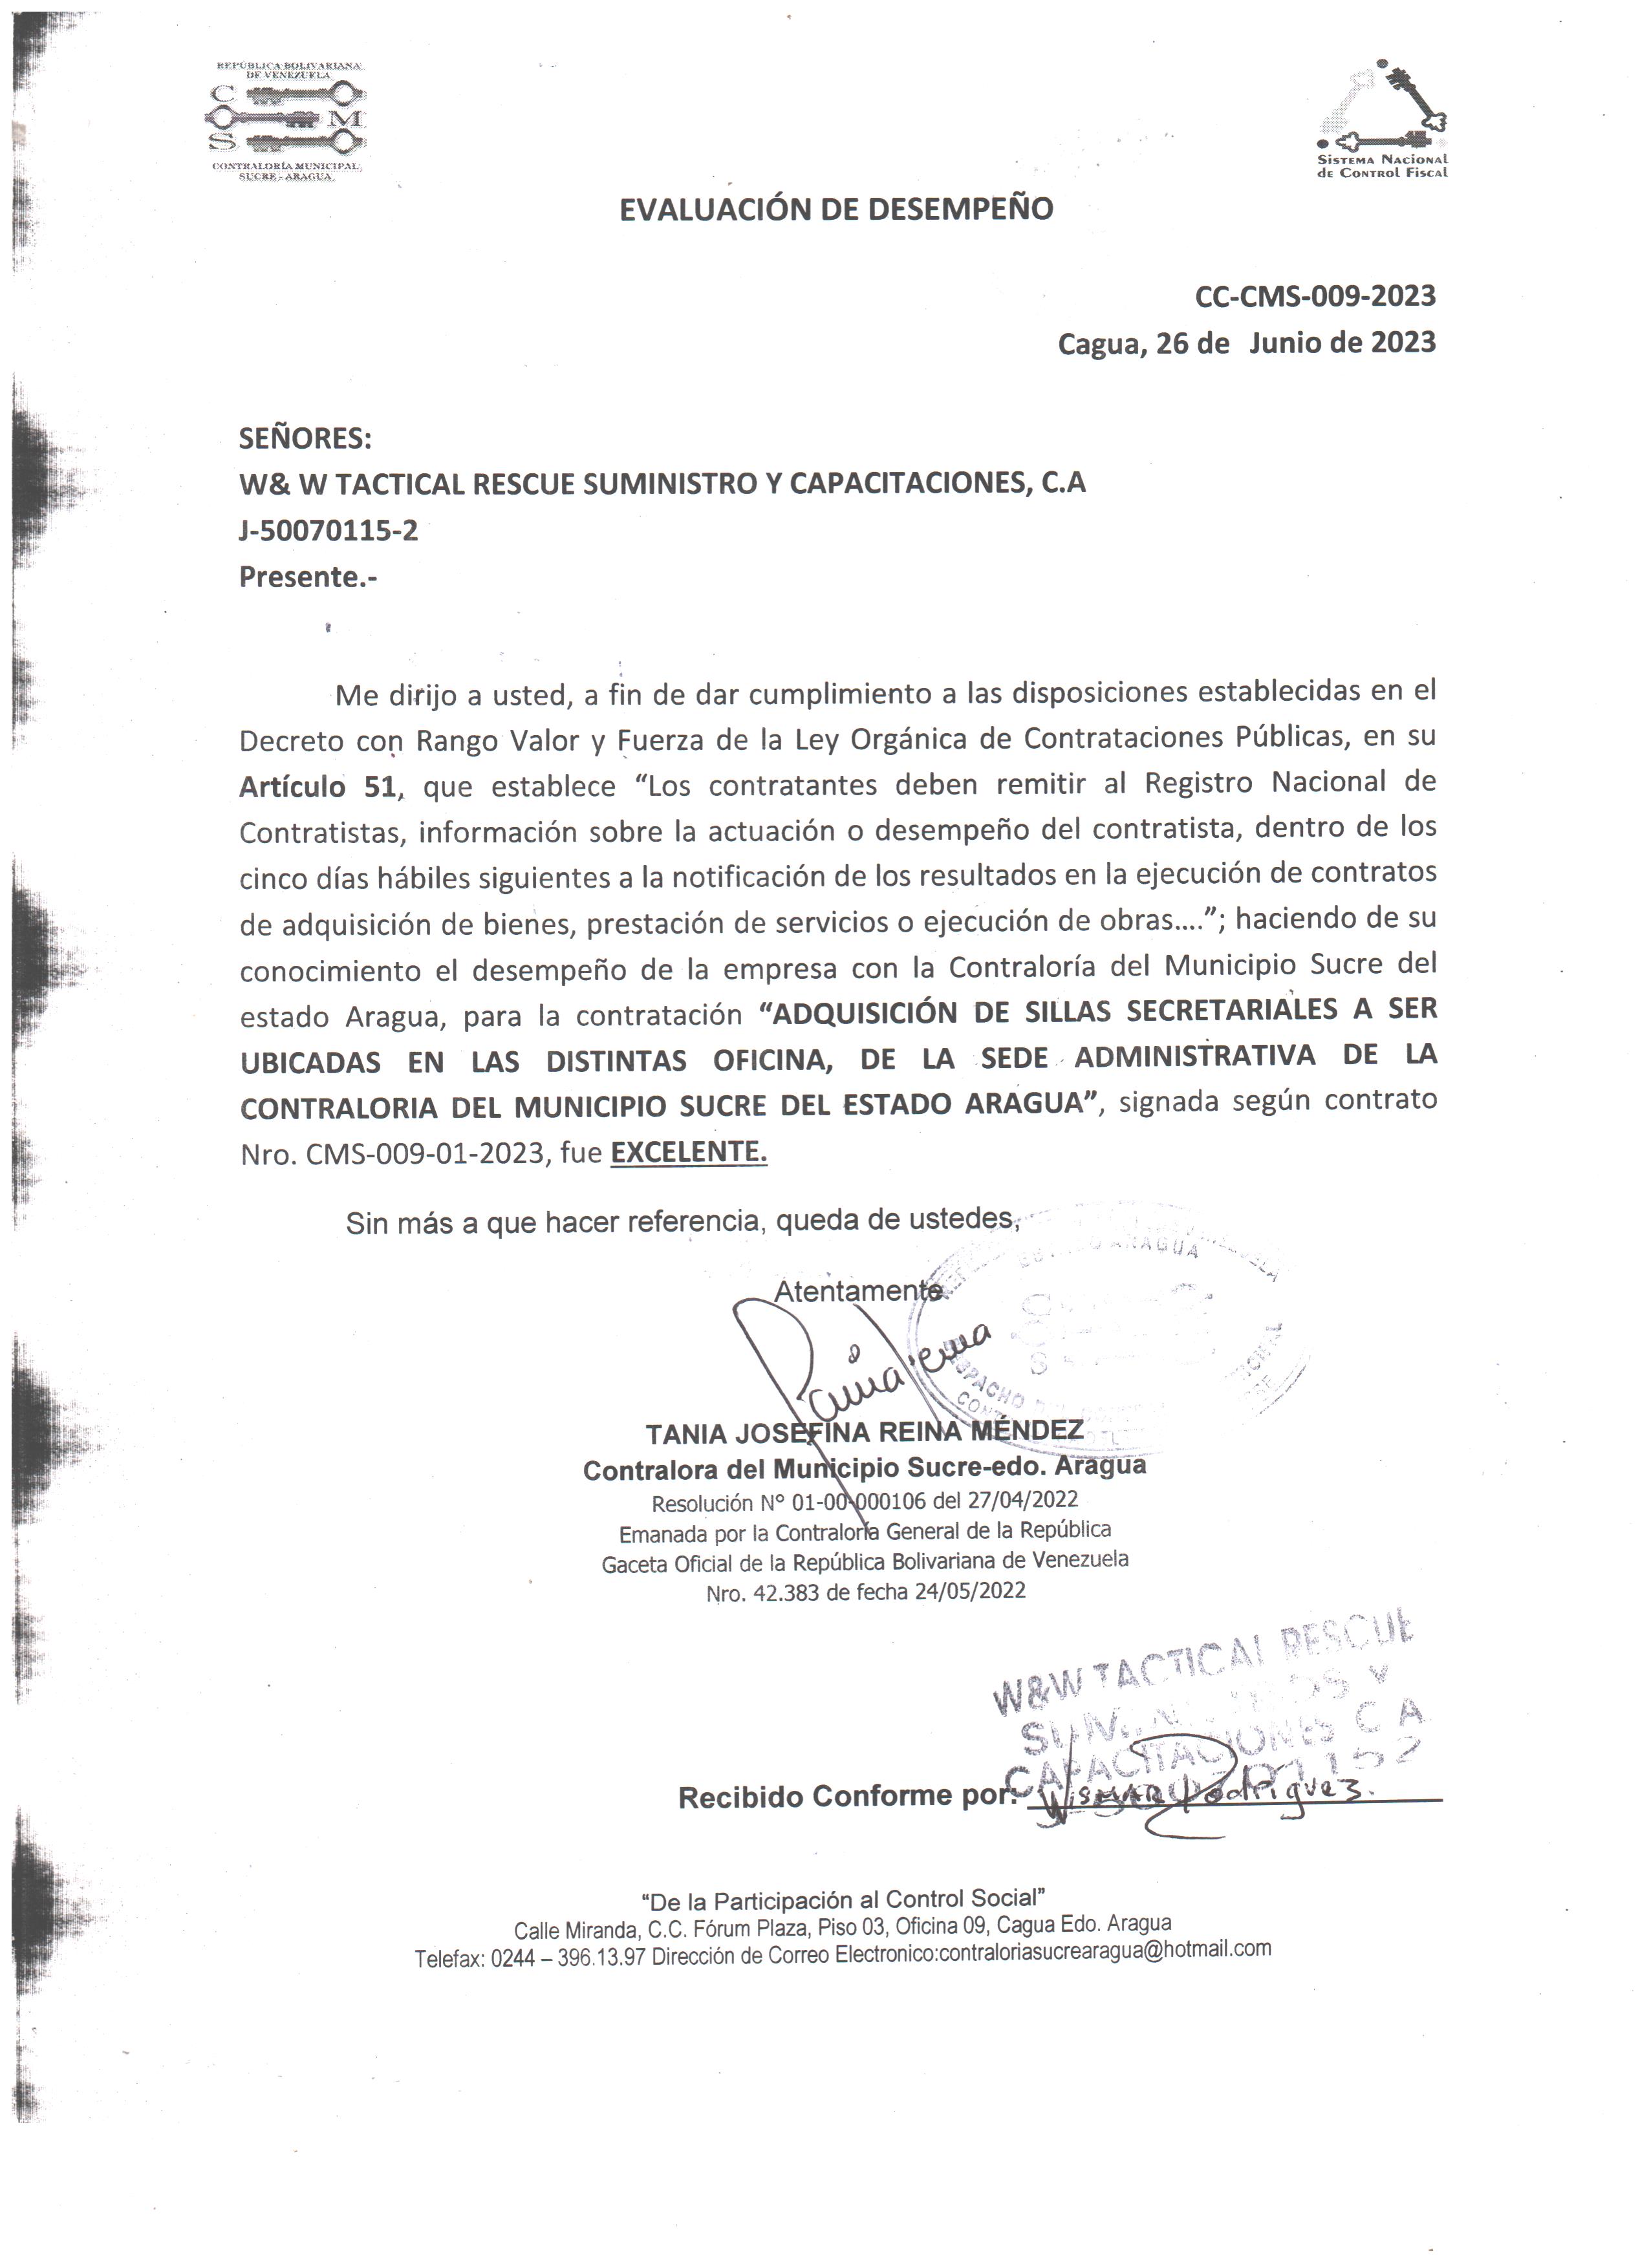 REPÚBLICA BOLIVARIANA
DE VENEZUELA
C
M
S
CONTRALORÍA MUNICIPAL
SUCRE - ARAGUA
Sistema Nacional
de Control Fiscal
EVALUACIÓN DE DESEMPEÑO
CC-CMS-009-2023
Cagua, 26 de Junio de 2023
SEÑORES:
W& W TACTICAL RESCUE SUMINISTRO Y CAPACITACIONES, C.A
J-50070115-2
Presente.-
Me dirijo a usted, a fin de dar cumplimiento a las disposiciones establecidas en el
Decreto con Rango Valor y Fuerza de la Ley Orgánica de Contrataciones Públicas, en su
Artículo 51, que establece “Los contratantes deben remitir al Registro Nacional de
Contratistas, información sobre la actuación o desempeño del contratista, dentro de los
cinco días hábiles siguientes a la notificación de los resultados en la ejecución de contratos
de adquisición de bienes, prestación de servicios o ejecución de obras....”; haciendo de su
conocimiento el desempeño de la empresa con la Contraloría del Municipio Sucre del
estado Aragua, para la contratación “ADQUISICIÓN DE SILLAS SECRETARIALES A SER
UBICADAS EN LAS DISTINTAS OFICINA, DE LA SEDE ADMINISTRATIVA DE LA
CONTRALORIA DEL MUNICIPIO SUCRE DEL ESTADO ARAGUA”, signada según contrato
Nro. CMS-009-01-2023, fue EXCELENTE.
Sin más a que hacer referencia, queda de ustedes,
Atentamente
ARAGUA
TANIA JOSEFINA REINA MÉNDEZ
Contralora del Municipio Sucre-edo. Aragua
Resolución N° 01-00-000106 del 27/04/2022
Emanada por la Contraloría General de la República
Gaceta Oficial de la República Bolivariana de Venezuela
Nro. 42.383 de fecha 24/05/2022
W&W TACTICAL RESCUE
CAPACITACIONES C A
Recibido Conforme por: Wismar Rodriguez.
“De la Participación al Control Social”
Calle Miranda, C.C. Fórum Plaza, Piso 03, Oficina 09, Cagua Edo. Aragua
Telefax: 0244 – 396.13.97 Dirección de Correo Electronico:contraloriasucrearagua@hotmail.com